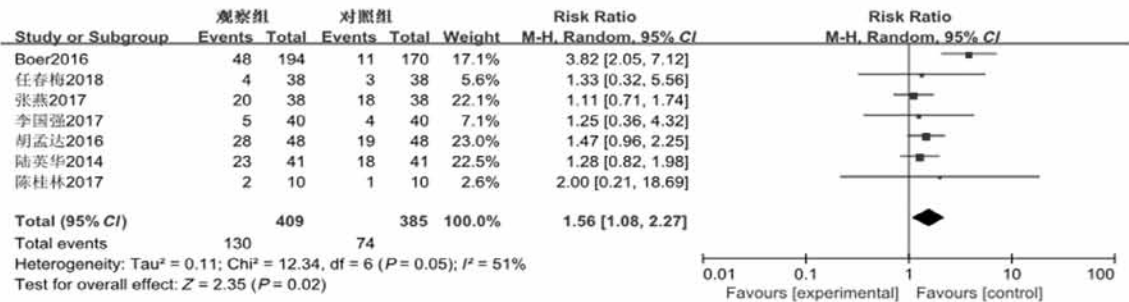 观察组 对照组 Risk Ratio Risk Ratio
Study or Subgroup Events Total Events Total Weight M-H, Random, 95% CI M-H, Random, 95% CI
Boer2016 48 194 11 170 17.1% 3.82 [2.05, 7.12]
任春梅2018 4 38 3 38 5.6% 1.33 [0.32, 5.56]
张燕2017 20 38 18 38 22.1% 1.11 [0.71, 1.74]
李国强2017 5 40 4 40 7.1% 1.25 [0.36, 4.32]
胡孟达2016 28 48 19 48 23.0% 1.47 [0.96, 2.25]
陆英华2014 23 41 18 41 22.5% 1.28 [0.82, 1.98]
陈桂林2017 2 10 1 10 2.6% 2.00 [0.21, 18.69]
Total (95% CI) 409 385 100.0% 1.56 [1.08, 2.27]
Total events 130 74
Heterogeneity: Tau² = 0.11; Chi² = 12.34, df = 6 (P = 0.05); I² = 51%
Test for overall effect: Z = 2.35 (P = 0.02)
0.01 0.1 1 10 100
Favours [experimental] Favours [control]